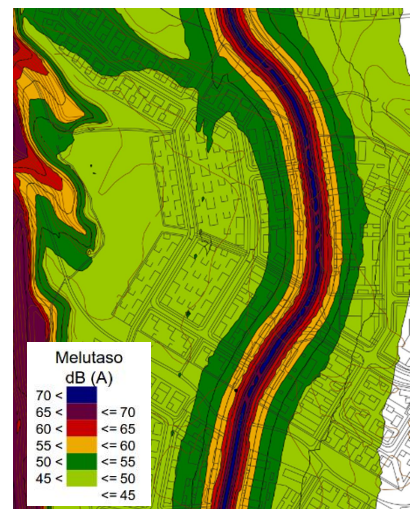 Melutaso
dB (A)
70 <
65 < <= 70
60 < <= 65
55 < <= 60
50 < <= 55
45 < <= 50
<= 45